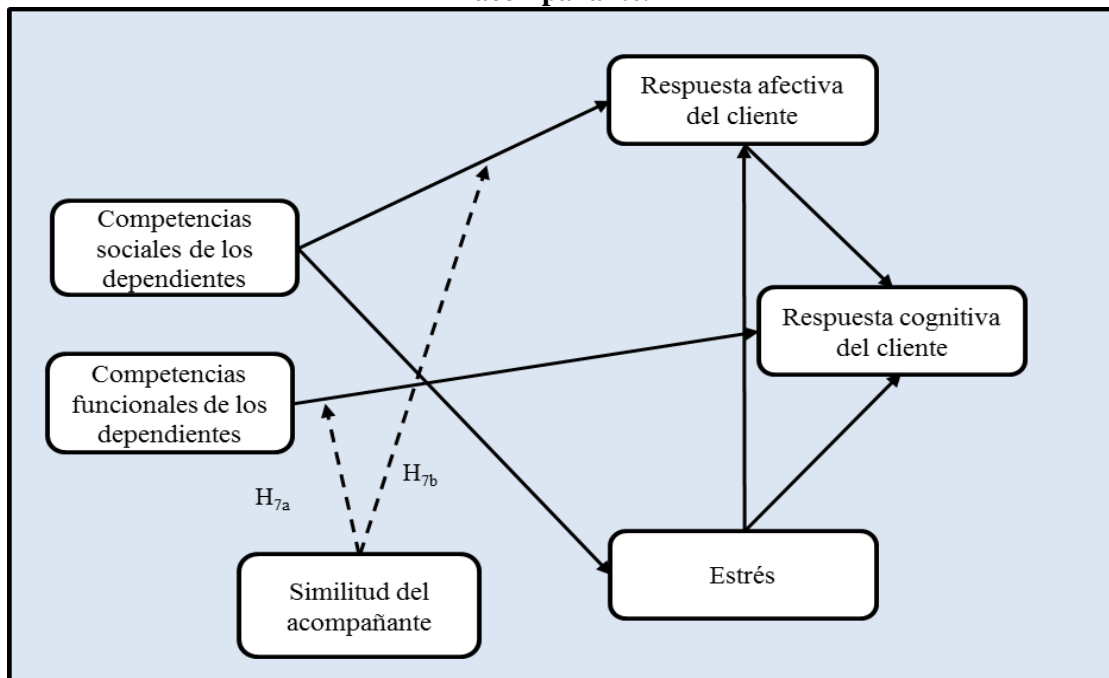 Respuesta afectiva
del cliente
Competencias
sociales de los
dependientes
Respuesta cognitiva
del cliente
Competencias
funcionales de los
dependientes
H7b
H7a
Estrés
Similitud del
acompañante